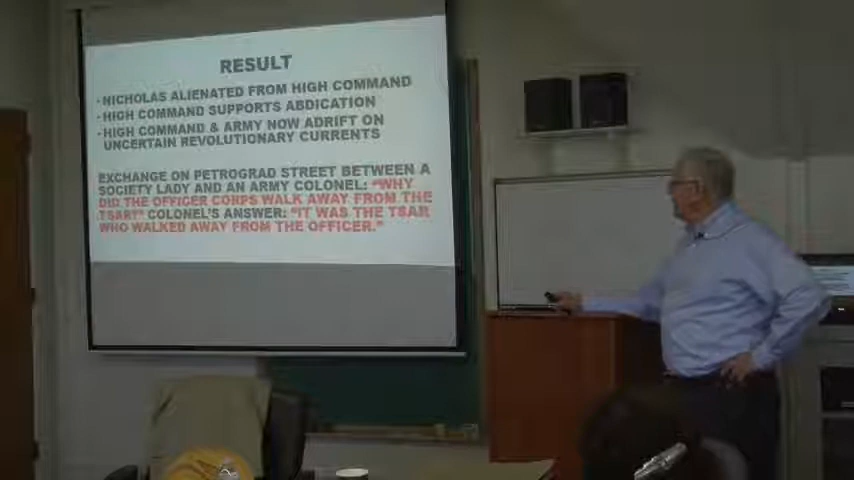 RESULT
- NICHOLAS ALIENATED FROM HIGH COMMAND
- HIGH COMMAND SUPPORTS ABDICATION
- HIGH COMMAND & ARMY NOW ADRIFT ON
UNCERTAIN REVOLUTIONARY CURRENTS
EXCHANGE ON PETROGRAD STREET BETWEEN A
SOCIETY LADY AND AN ARMY COLONEL: "WHY
DID THE OFFICER CORPS WALK AWAY FROM THE
TSAR?" COLONEL'S ANSWER: "IT WAS THE TSAR
WHO WALKED AWAY FROM THE OFFICER."